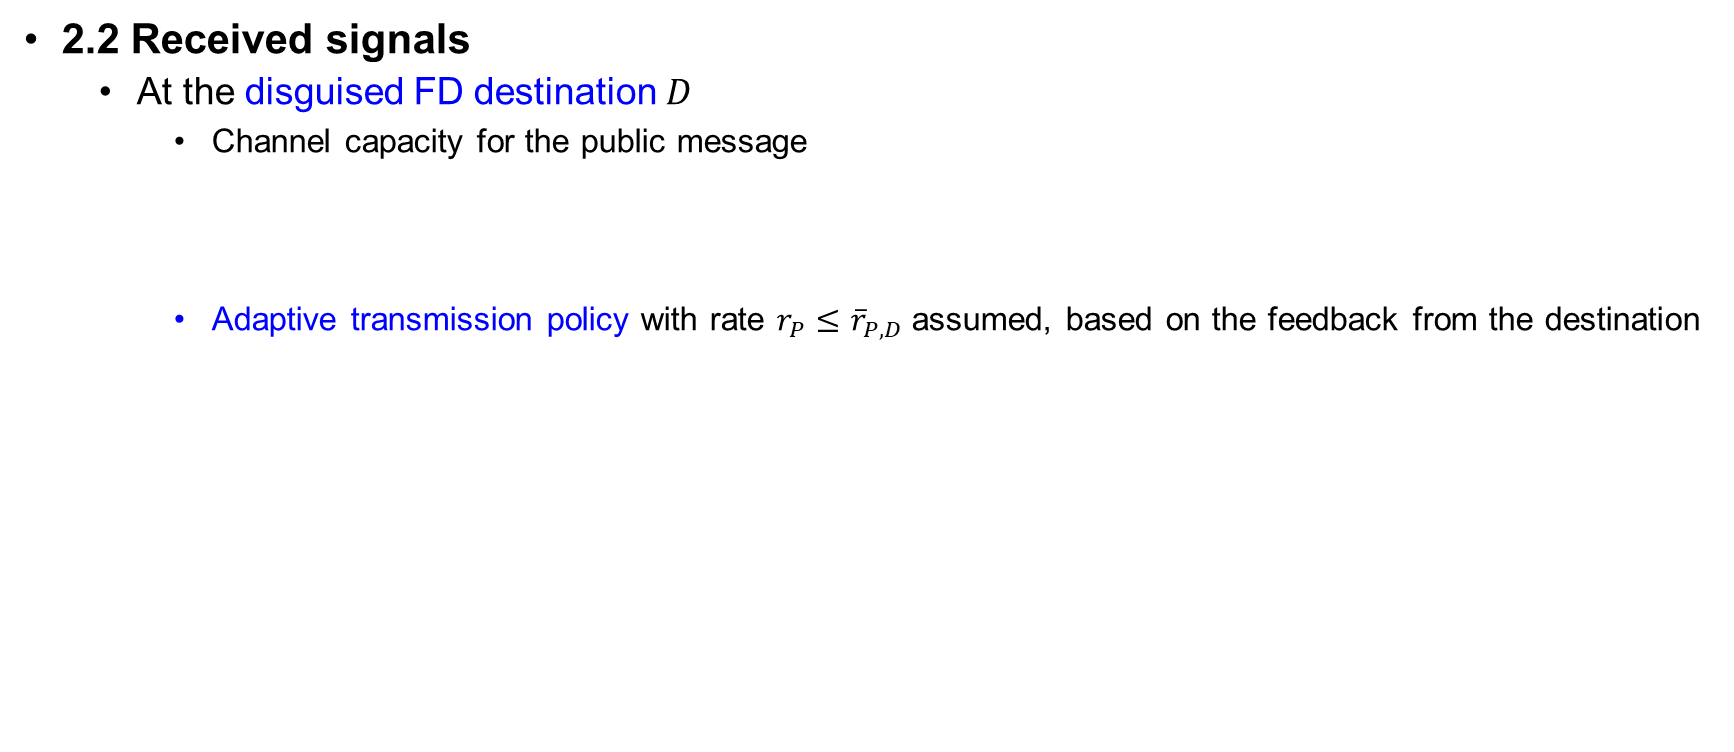 • 2.2 Received signals
• At the disguised FD destination 𝐷
• Channel capacity for the public message
• Adaptive transmission policy with rate 𝑟_𝑃 ≤ 𝑟̄_{𝑃,𝐷} assumed, based on the feedback from the destination